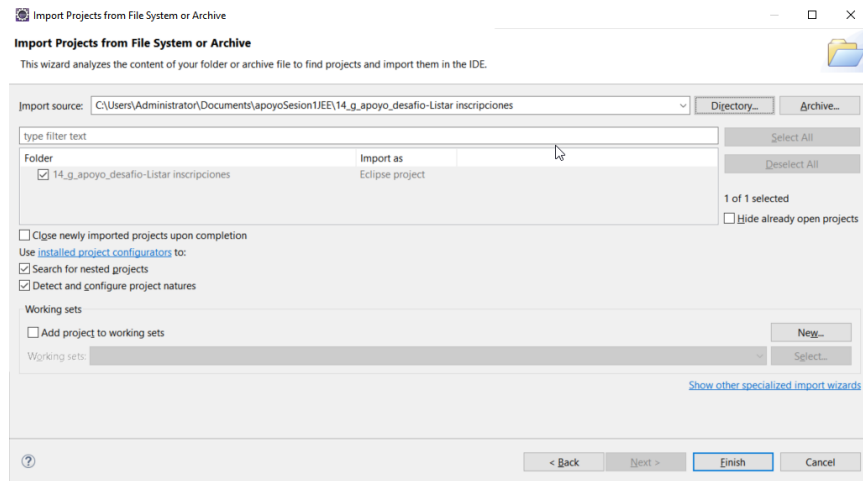 Import Projects from File System or Archive
Import Projects from File System or Archive
This wizard analyzes the content of your folder or archive file to find projects and import them in the IDE.
Import source: C:\Users\Administrator\Documents\apoyoSesion1JEE\14_g_apoyo_desafio-Listar inscripciones Directory... Archive...
type filter text Select All
Folder Import as Deselect All
14_g_apoyo_desafio-Listar inscripciones Eclipse project
1 of 1 selected
Hide already open projects
Close newly imported projects upon completion
Use installed project configurators to:
Search for nested projects
Detect and configure project natures
Working sets
Add project to working sets New...
Working sets: Select...
Show other specialized import wizards
? < Back Next > Finish Cancel